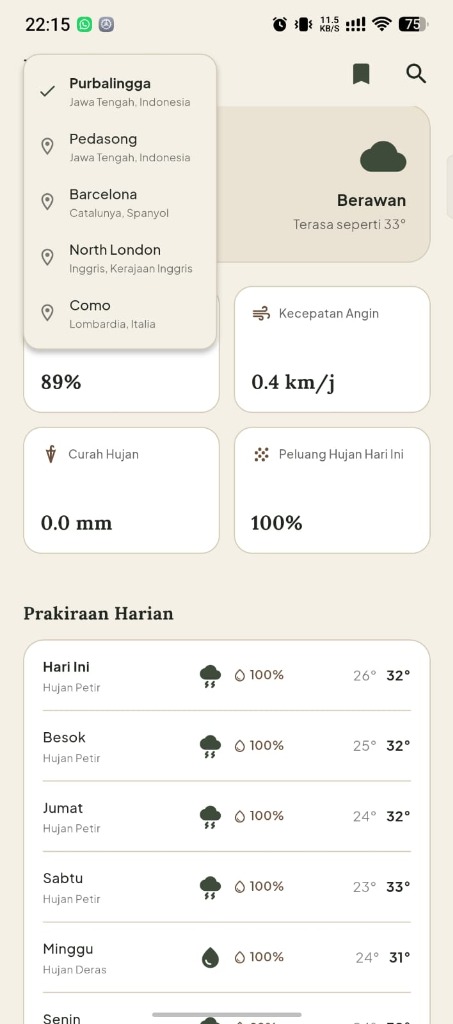 22:15
11.5
KB/S
75
Purbalingga
Jawa Tengah, Indonesia
Pedasong
Jawa Tengah, Indonesia
Barcelona
Catalunya, Spanyol
North London
Inggris, Kerajaan Inggris
Como
Lombardia, Italia
Berawan
Terasa seperti 33°
89%
Kecepatan Angin
0.4 km/j
Curah Hujan
0.0 mm
Peluang Hujan Hari Ini
100%
Prakiraan Harian
Hari Ini
Hujan Petir
100%
26° 32°
Besok
Hujan Petir
100%
25° 32°
Jumat
Hujan Petir
100%
24° 32°
Sabtu
Hujan Petir
100%
23° 33°
Minggu
Hujan Deras
100%
24° 31°
Senin